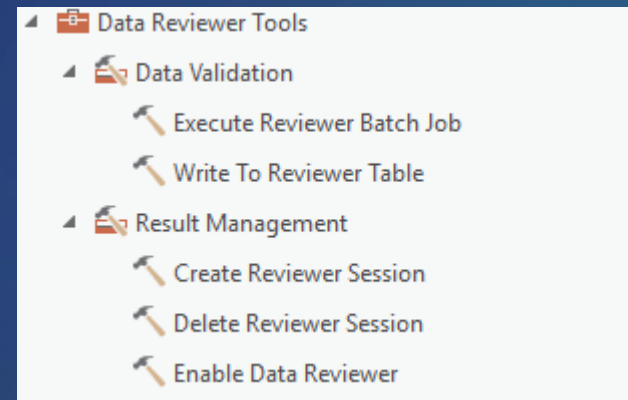 Data Reviewer Tools
Data Validation
Execute Reviewer Batch Job
Write To Reviewer Table
Result Management
Create Reviewer Session
Delete Reviewer Session
Enable Data Reviewer